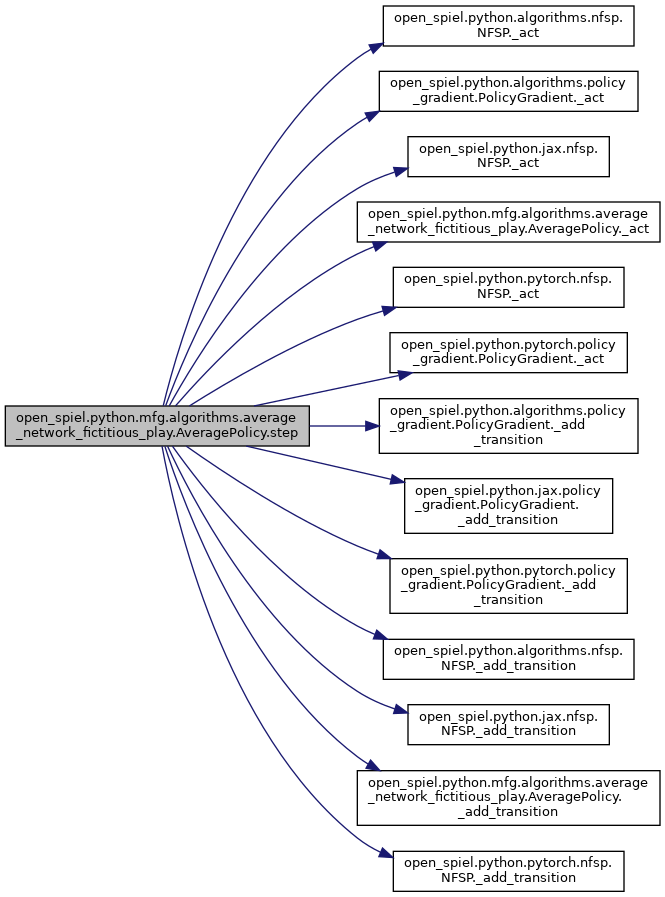 open_spiel.python.algorithms.nfsp.
NFSP._act
open_spiel.python.algorithms.policy
_gradient.PolicyGradient._act
open_spiel.python.jax.nfsp.
NFSP._act
open_spiel.python.mfg.algorithms.average
_network_fictitious_play.AveragePolicy._act
open_spiel.python.pytorch.nfsp.
NFSP._act
open_spiel.python.pytorch.policy
_gradient.PolicyGradient._act
open_spiel.python.mfg.algorithms.average
_network_fictitious_play.AveragePolicy.step
open_spiel.python.algorithms.policy
_gradient.PolicyGradient._add
_transition
open_spiel.python.jax.policy
_gradient.PolicyGradient.
_add_transition
open_spiel.python.pytorch.policy
_gradient.PolicyGradient._add
_transition
open_spiel.python.algorithms.nfsp.
NFSP._add_transition
open_spiel.python.jax.nfsp.
NFSP._add_transition
open_spiel.python.mfg.algorithms.average
_network_fictitious_play.AveragePolicy.
_add_transition
open_spiel.python.pytorch.nfsp.
NFSP._add_transition